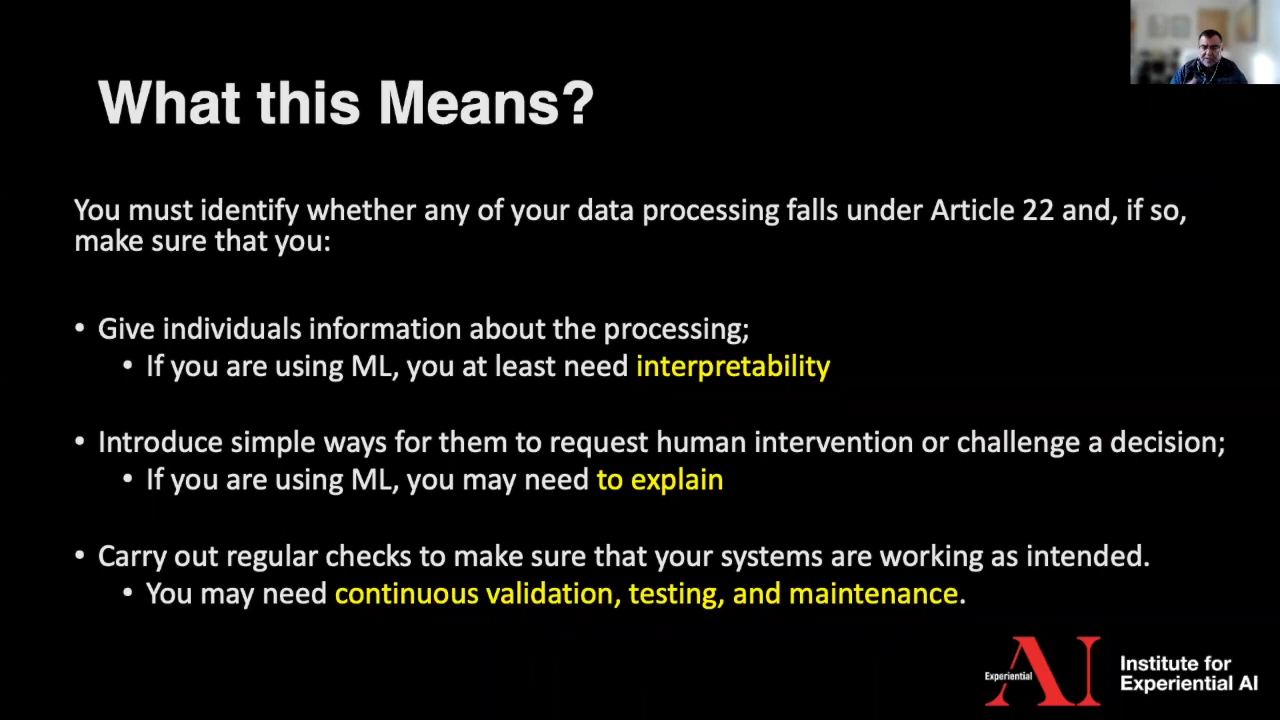 What this Means?
You must identify whether any of your data processing falls under Article 22 and, if so,
make sure that you:
• Give individuals information about the processing;
• If you are using ML, you at least need interpretability
• Introduce simple ways for them to request human intervention or challenge a decision;
• If you are using ML, you may need to explain
• Carry out regular checks to make sure that your systems are working as intended.
• You may need continuous validation, testing, and maintenance.
Experiential AI
Institute for
Experiential AI